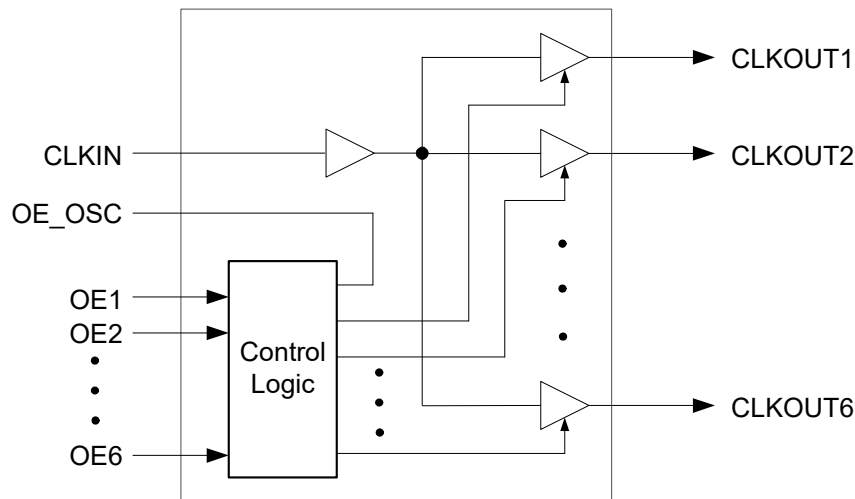 CLKOUT1
CLKIN
CLKOUT2
OE_OSC
OE1
OE2
Control
Logic
CLKOUT6
OE6